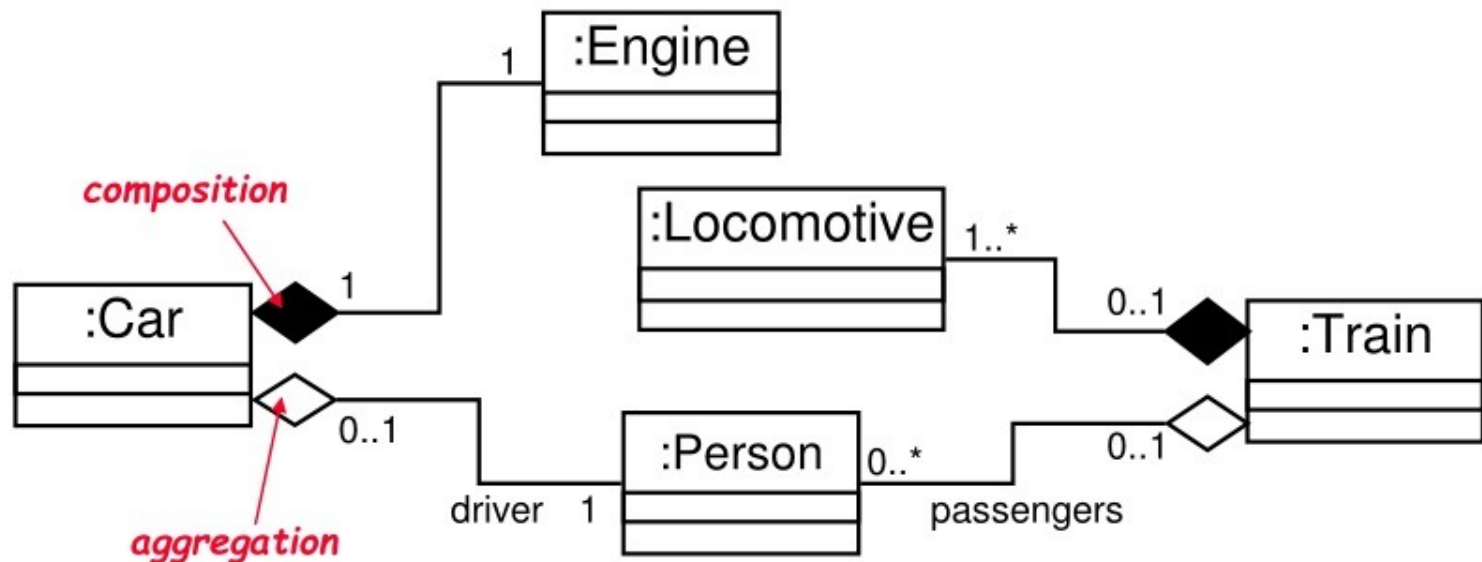 :Engine
1
composition
:Locomotive
1..*
1
0..1
:Car
:Train
0..1
0..1
:Person
0..*
driver
1
passengers
aggregation